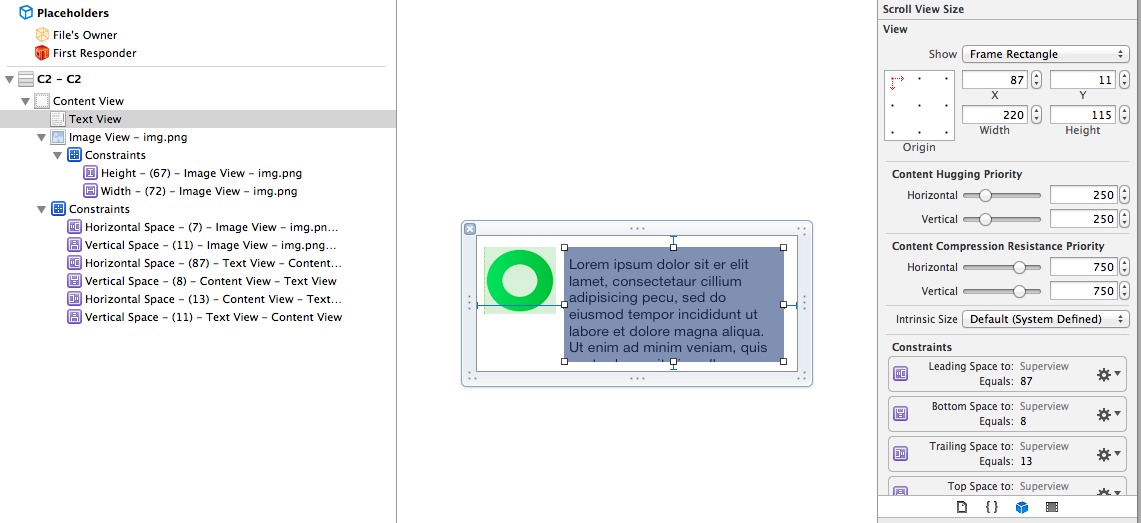 Placeholders
File's Owner
First Responder
C2 – C2
Content View
Text View
Image View – img.png
Constraints
Height – (67) – Image View – img.png
Width – (72) – Image View – img.png
Constraints
Horizontal Space – (7) – Image View – img.pn...
Vertical Space – (11) – Image View – img.png...
Horizontal Space – (87) – Text View – Content...
Vertical Space – (8) – Content View – Text View
Horizontal Space – (13) – Content View – Text...
Vertical Space – (11) – Text View – Content View
Lorem ipsum dolor sit er elit
lamet, consectetaur cillium
adipisicing pecu, sed do
eiusmod tempor incididunt ut
labore et dolore magna aliqua.
Ut enim ad minim veniam, quis
Scroll View Size
View
Show Frame Rectangle
87 11
X Y
220 115
Width Height
Origin
Content Hugging Priority
Horizontal 250
Vertical 250
Content Compression Resistance Priority
Horizontal 750
Vertical 750
Intrinsic Size Default (System Defined)
Constraints
Leading Space to: Superview
Equals: 87
Bottom Space to: Superview
Equals: 8
Trailing Space to: Superview
Equals: 13
Top Space to: Superview